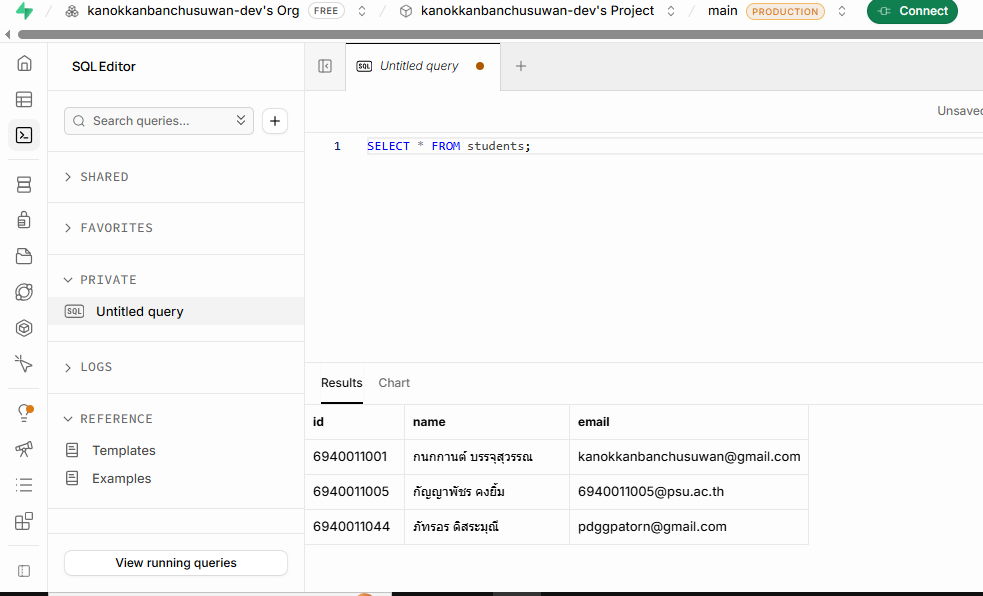 kanokkanbanchusuwan-dev's Org FREE kanokkanbanchusuwan-dev's Project main PRODUCTION Connect
SQL Editor
SQL Untitled query
Search queries...
Unsaved
1 SELECT * FROM students;
SHARED
FAVORITES
PRIVATE
SQL Untitled query
LOGS
REFERENCE
Templates
Examples
View running queries
Results Chart
id name email
6940011001 กนกกานต์ บรรจุสุวรรณ kanokkanbanchusuwan@gmail.com
6940011005 กัญญาพัชร คงยิ้ม 6940011005@psu.ac.th
6940011044 ภัทรอร ดิสระมุณี pdggpatorn@gmail.com